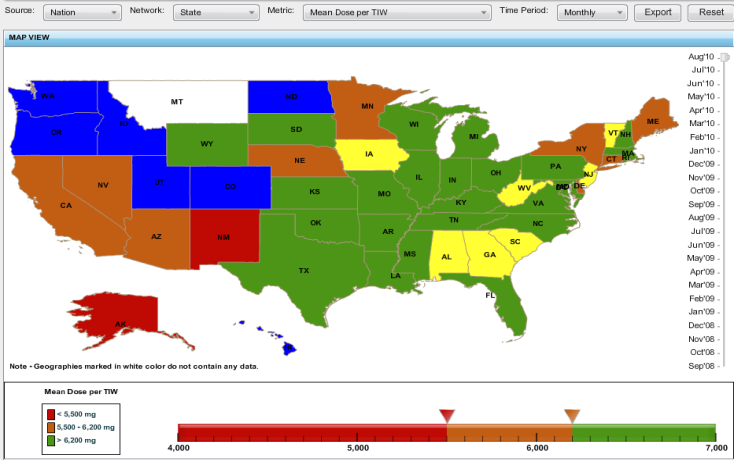 Source: Nation Network: State Metric: Mean Dose per TIW Time Period: Monthly Export Reset
MAP VIEW
Aug'10
Jul'10
Jun'10
May'10
Apr'10
Mar'10
Feb'10
Jan'10
Dec'09
Nov'09
Oct'09
Sep'09
Aug'09
Jul'09
Jun'09
May'09
Apr'09
Mar'09
Feb'09
Jan'09
Dec'08
Nov'08
Oct'08
Sep'08
WA
MT
ND
MN
ME
OR
ID
SD
WI
MI
VT
NH
NY
MA
WY
CT
RI
IA
NE
PA
NJ
NV
UT
CO
IL
IN
OH
DE
WV
MD
CA
KS
MO
KY
VA
AZ
NM
OK
AR
TN
NC
SC
TX
LA
MS
AL
GA
FL
AK
Note - Geographies marked in white color do not contain any data.
Mean Dose per TIW
< 5,500 mg
5,500 - 6,200 mg
> 6,200 mg
4,000 5,000 6,000 7,000